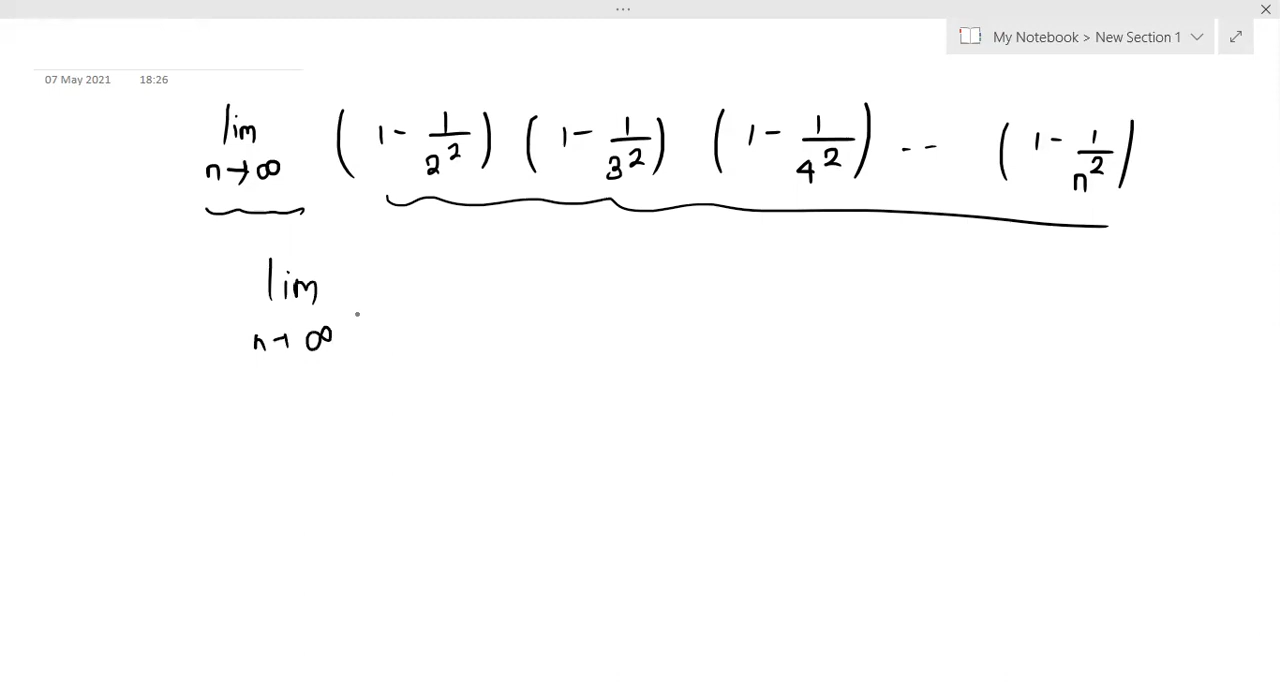 My Notebook > New Section 1
07 May 2021 18:26
lim n→∞ (1 - 1/2²) (1 - 1/3²) (1 - 1/4²) -- (1 - 1/n²)
lim
n→ ∞